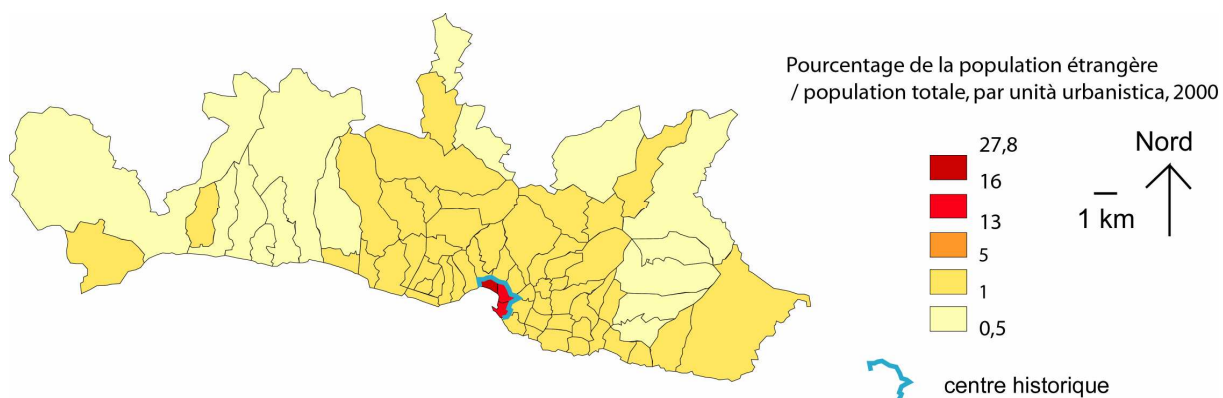 Pourcentage de la population étrangère
/ population totale, par unità urbanistica, 2000
27,8
16
13
5
1
0,5
Nord
1 km
centre historique